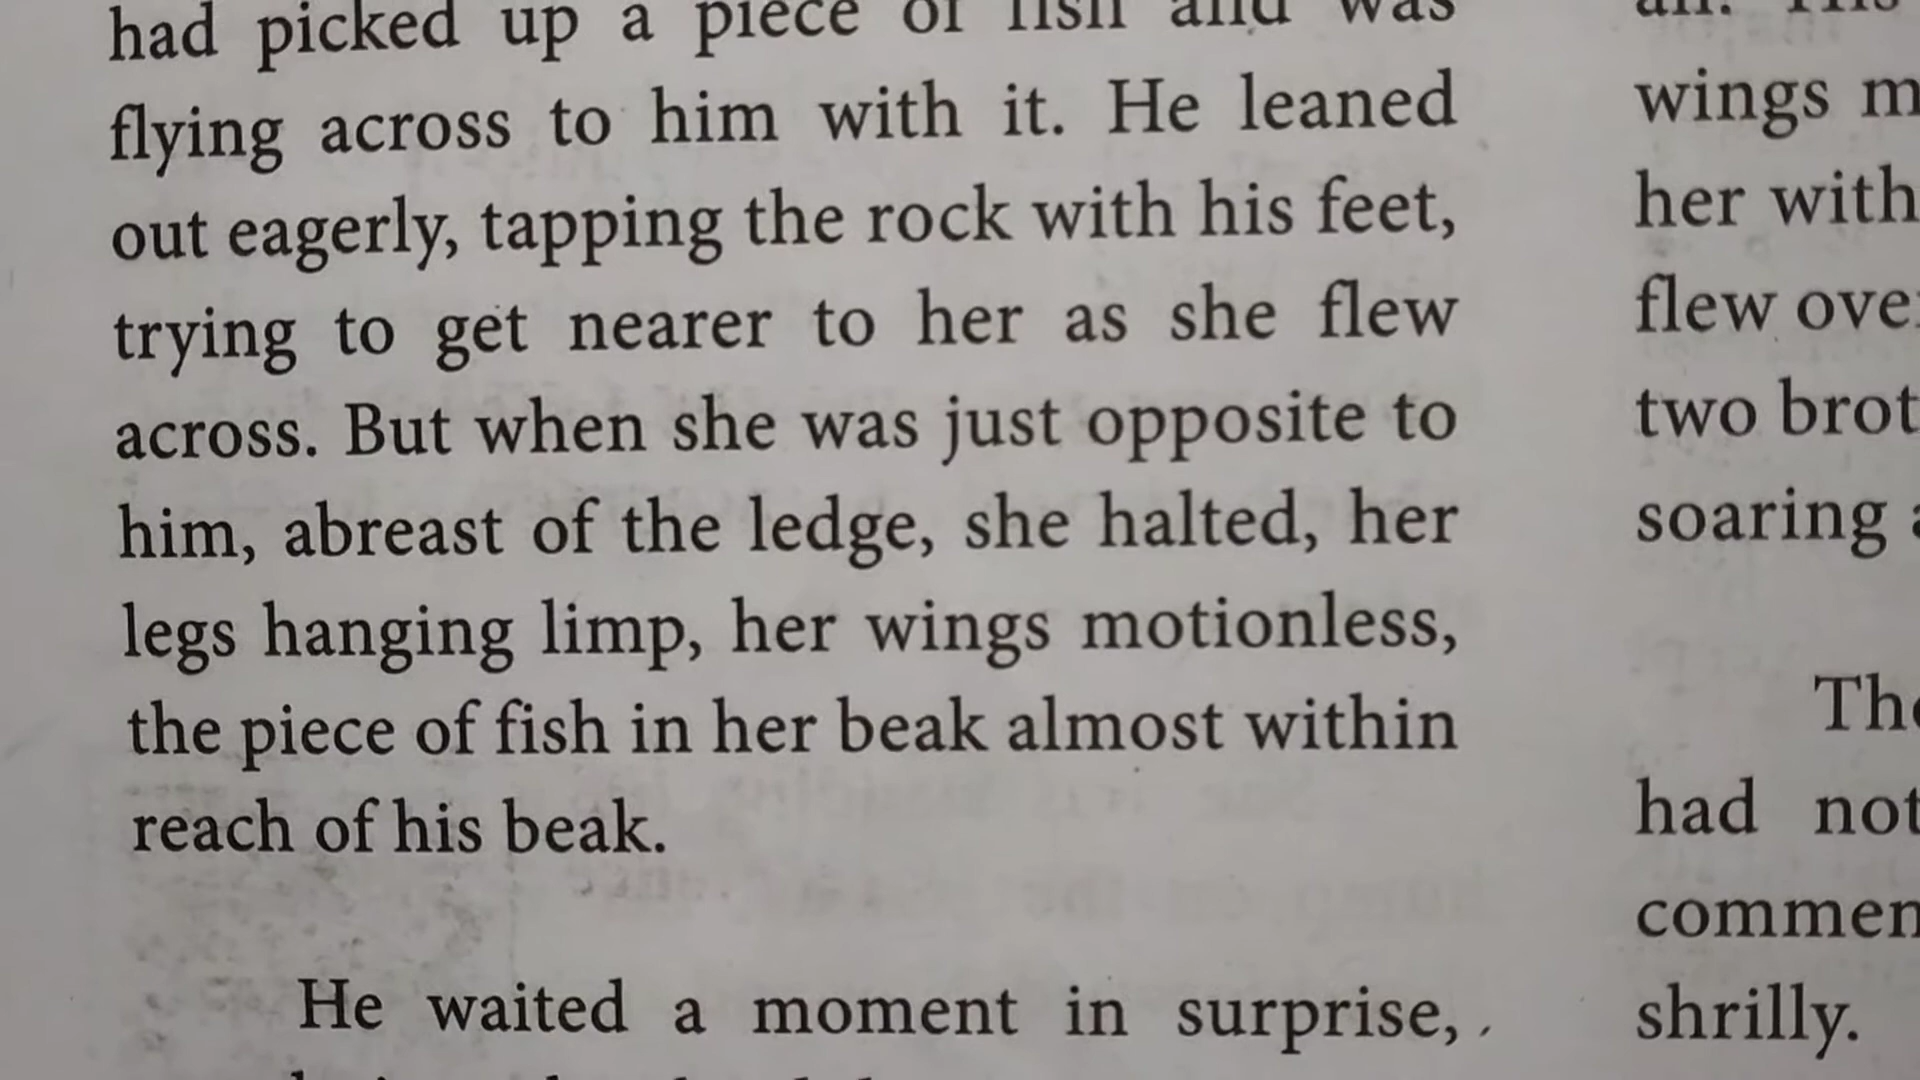 had picked up a piece of fish and was
flying across to him with it. He leaned
out eagerly, tapping the rock with his feet,
trying to get nearer to her as she flew
across. But when she was just opposite to
him, abreast of the ledge, she halted, her
legs hanging limp, her wings motionless,
the piece of fish in her beak almost within
reach of his beak.
He waited a moment in surprise,
wings
her with
flew
two
soaring
had not
shrilly.